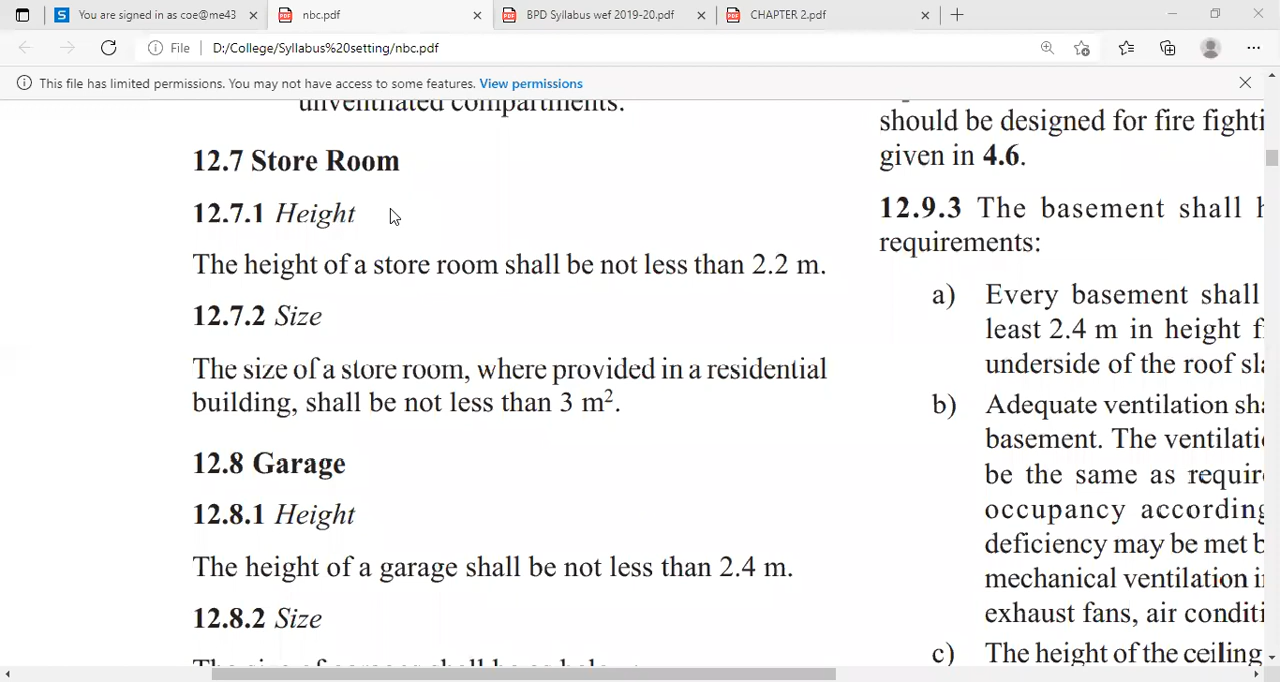 You are signed in as coe@me43
nbc.pdf
BPD Syllabus wef 2019-20.pdf
CHAPTER 2.pdf
File
D:/College/Syllabus%20setting/nbc.pdf
This file has limited permissions. You may not have access to some features. View permissions
unventilated compartments.
12.7 Store Room
12.7.1 Height
The height of a store room shall be not less than 2.2 m.
12.7.2 Size
The size of a store room, where provided in a residential
building, shall be not less than 3 m².
12.8 Garage
12.8.1 Height
The height of a garage shall be not less than 2.4 m.
12.8.2 Size
should be designed for fire fighti
given in 4.6.
12.9.3 The basement shall h
requirements:
a) Every basement shall
least 2.4 m in height f
underside of the roof sla
b) Adequate ventilation sha
basement. The ventilati
be the same as requir
occupancy according
deficiency may be met b
mechanical ventilation i
exhaust fans, air conditi
c) The height of the ceiling